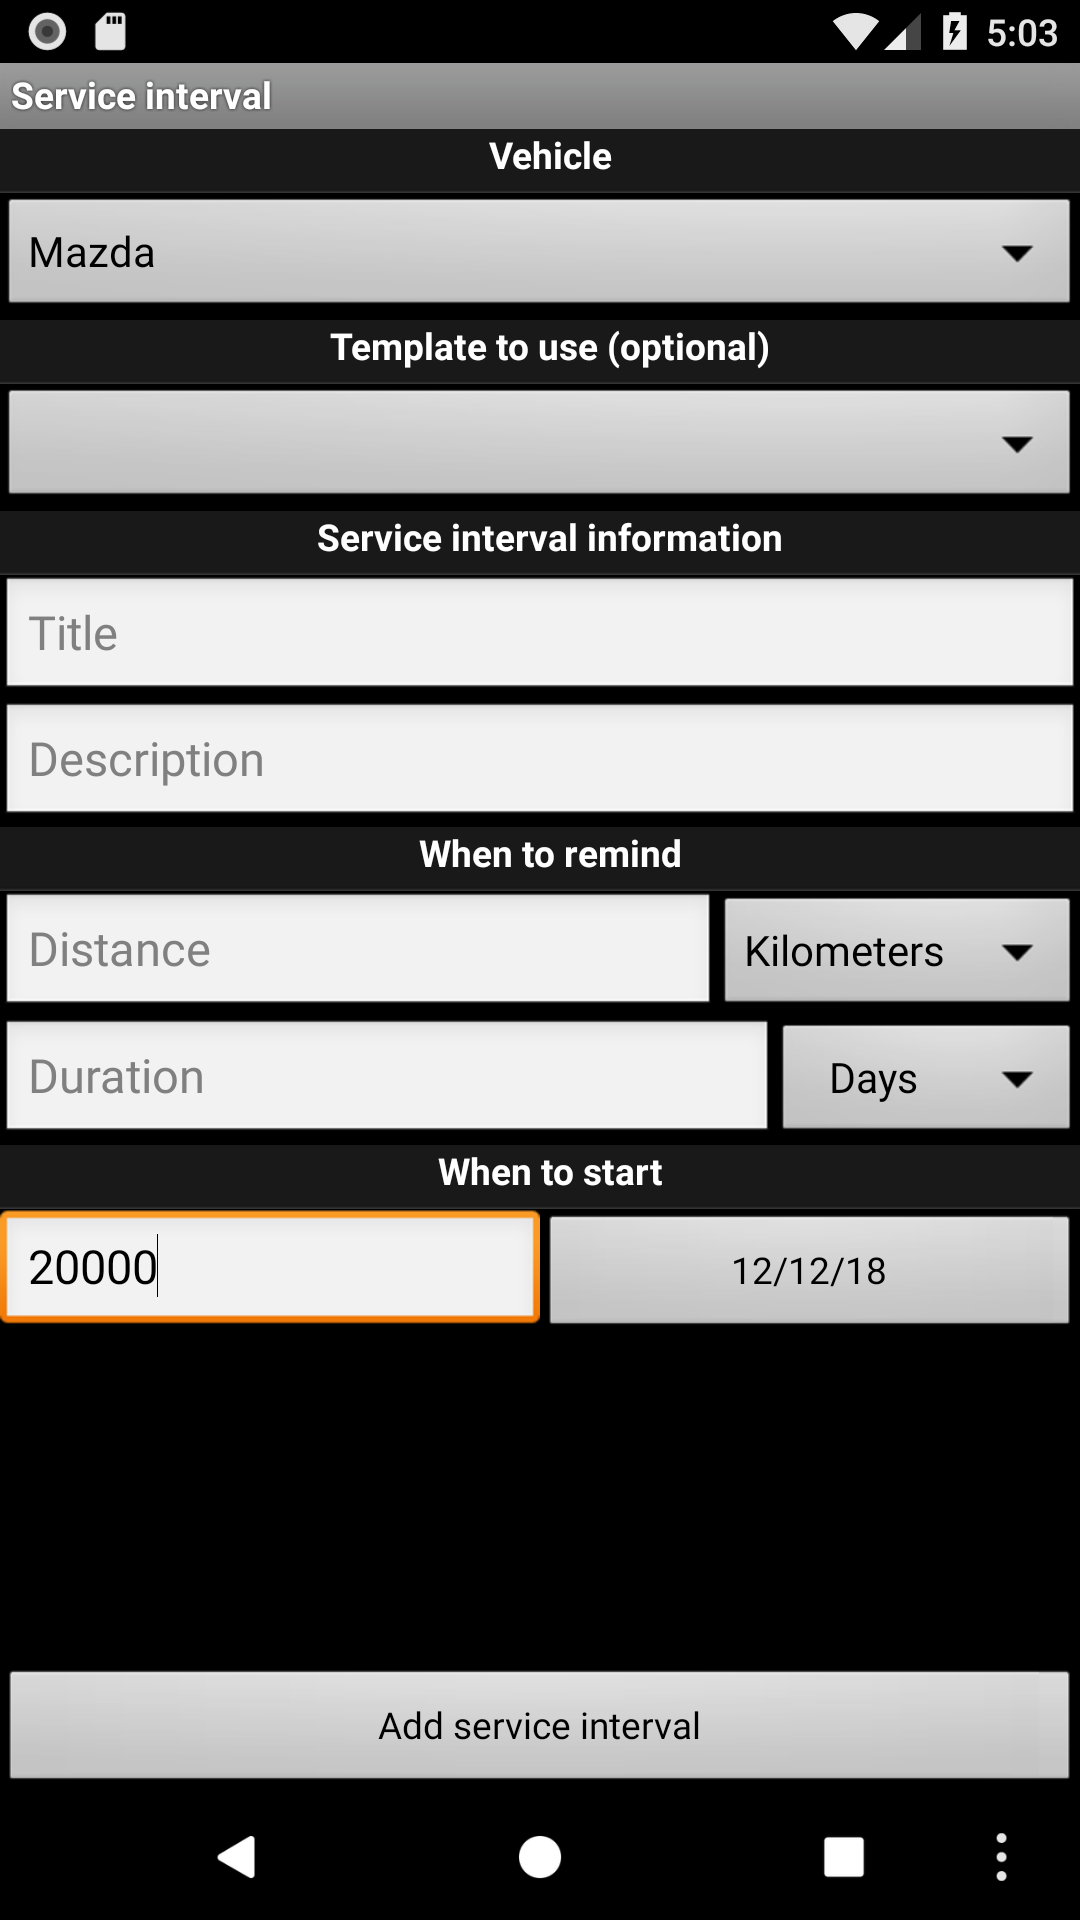 5:03
Service interval
Vehicle
Mazda
Template to use (optional)
Service interval information
Title
Description
When to remind
Distance
Kilometers
Duration
Days
When to start
20000
12/12/18
Add service interval